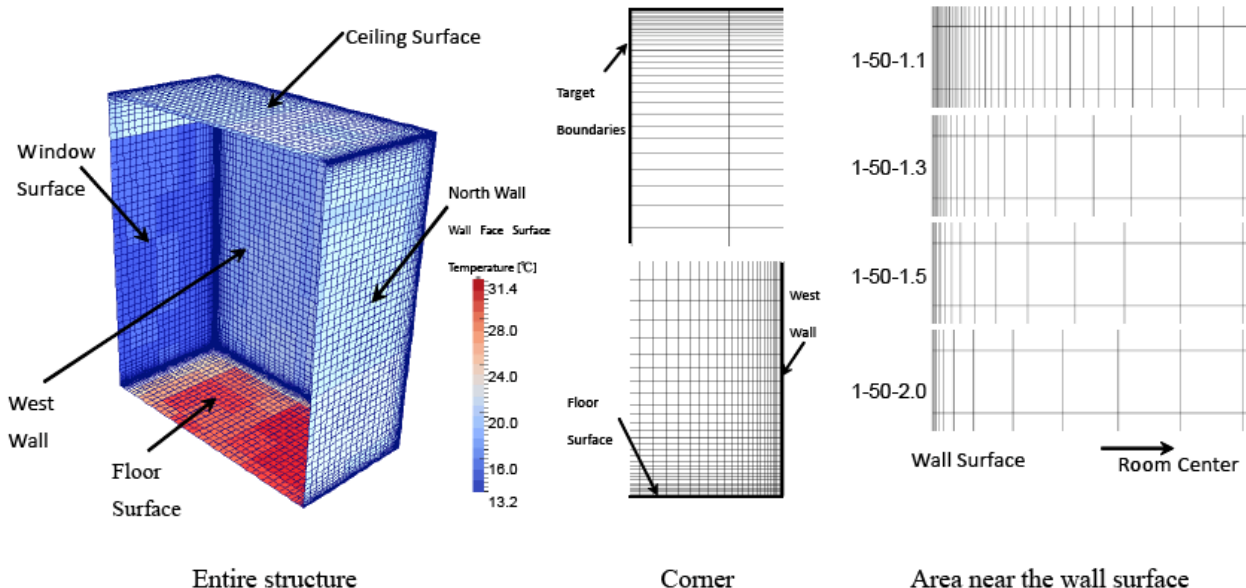 Ceiling Surface
Window
Surface
North Wall
Wall Face Surface
Temperature [℃]
31.4
28.0
24.0
20.0
16.0
13.2
West
Wall
Floor
Surface
Entire structure
Target
Boundaries
West
Wall
Floor
Surface
Corner
1-50-1.1
1-50-1.3
1-50-1.5
1-50-2.0
Wall Surface
Room Center
Area near the wall surface